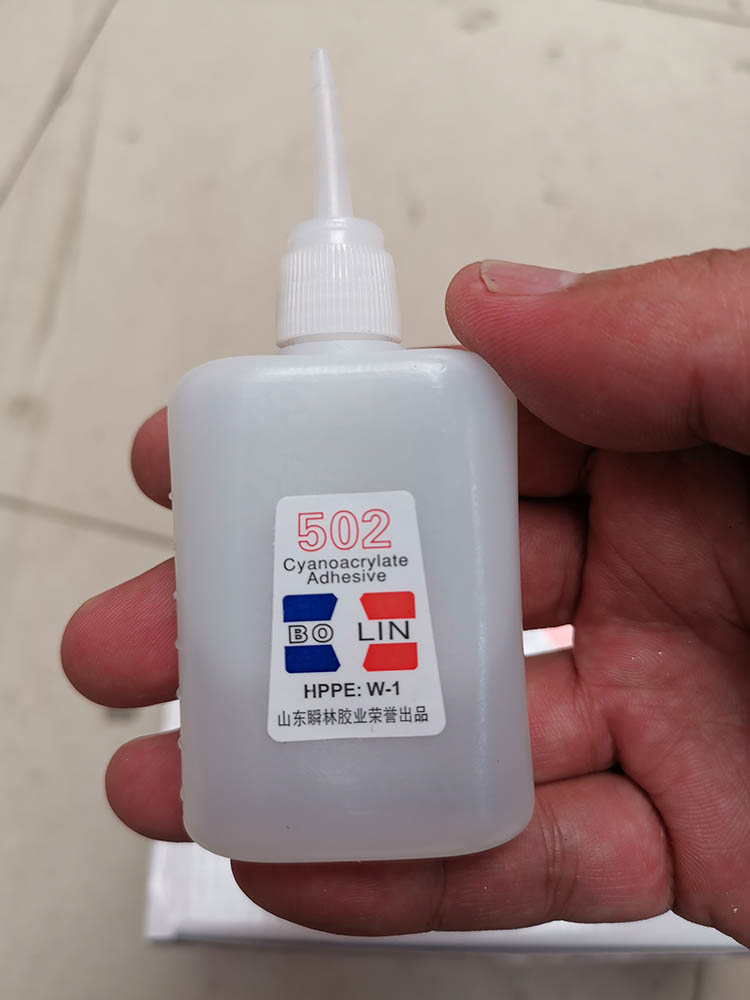 502
Cyanoacrylate
Adhesive
BO LIN
HPPE: W-1
山东瞬林胶业荣誉出品